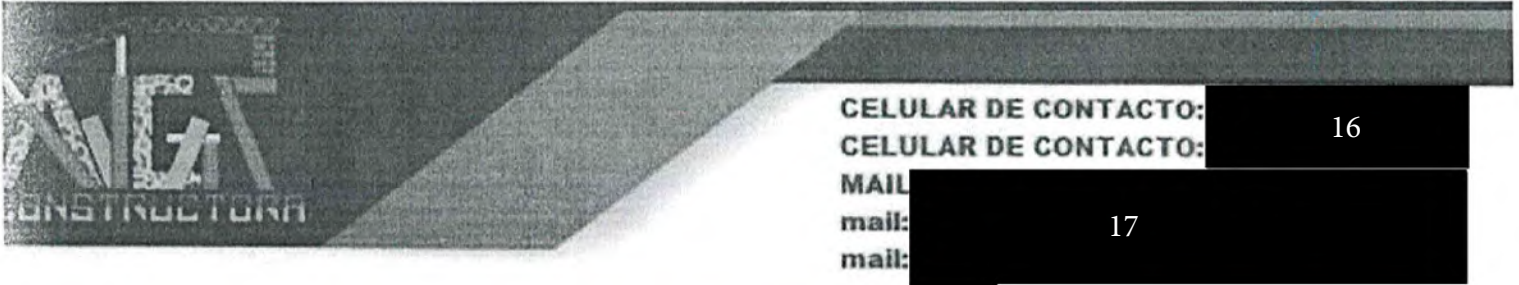 CONSTRUCTORA
CELULAR DE CONTACTO:
CELULAR DE CONTACTO:
16
MAIL
mail:
17
mail: